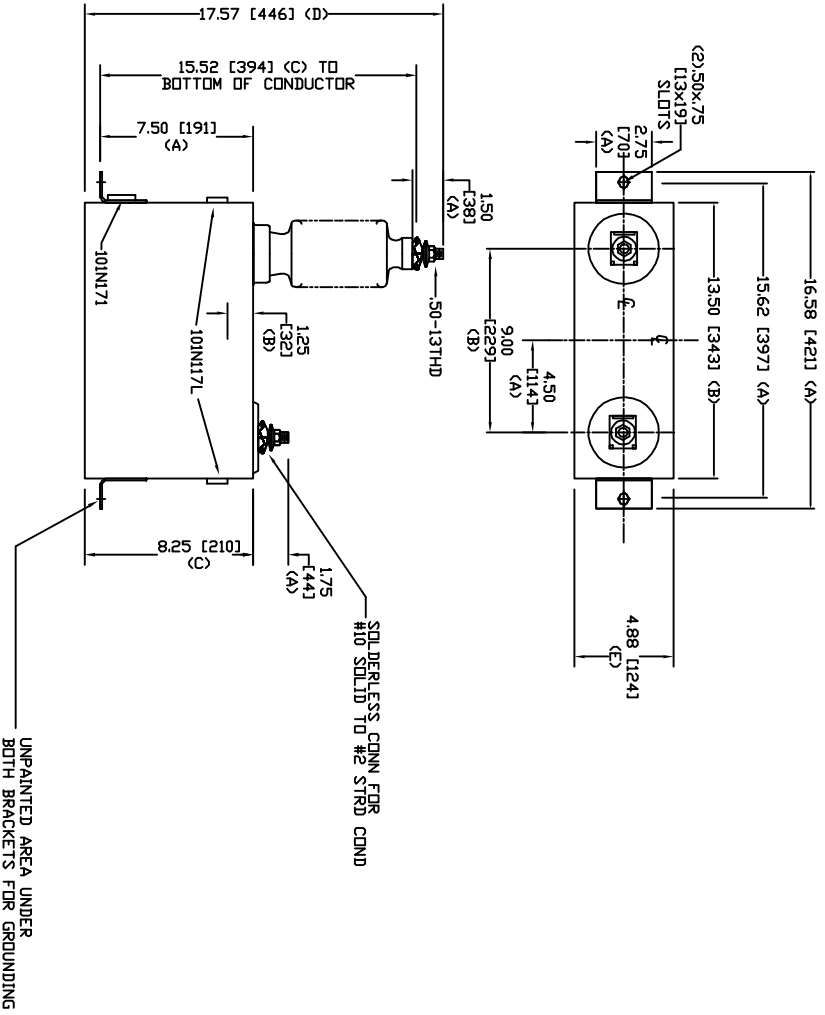 17.57 [446] (D)
15.52 [394] (C) TO
BOTTOM OF CONDUCTOR
7.50 [191]
(A)
1.50
[38]
(A)
.50-13THD
101N171
101N117L
1.25
[32]
(B)
8.25 [210]
(C)
1.75
[44]
(A)
SOLDERLESS CONN FOR
#10 SOLID TO #2 STRD COND
UNPAINTED AREA UNDER
BOTH BRACKETS FOR GROUNDING
(2).50x.75
[13x19]
SLOTS
2.75
[70]
(A)
16.58 [421] (A)
15.62 [397] (A)
13.50 [343] (B)
CL
CL
9.00
[229]
(B)
4.50
[114]
(A)
4.88 [124]
(E)